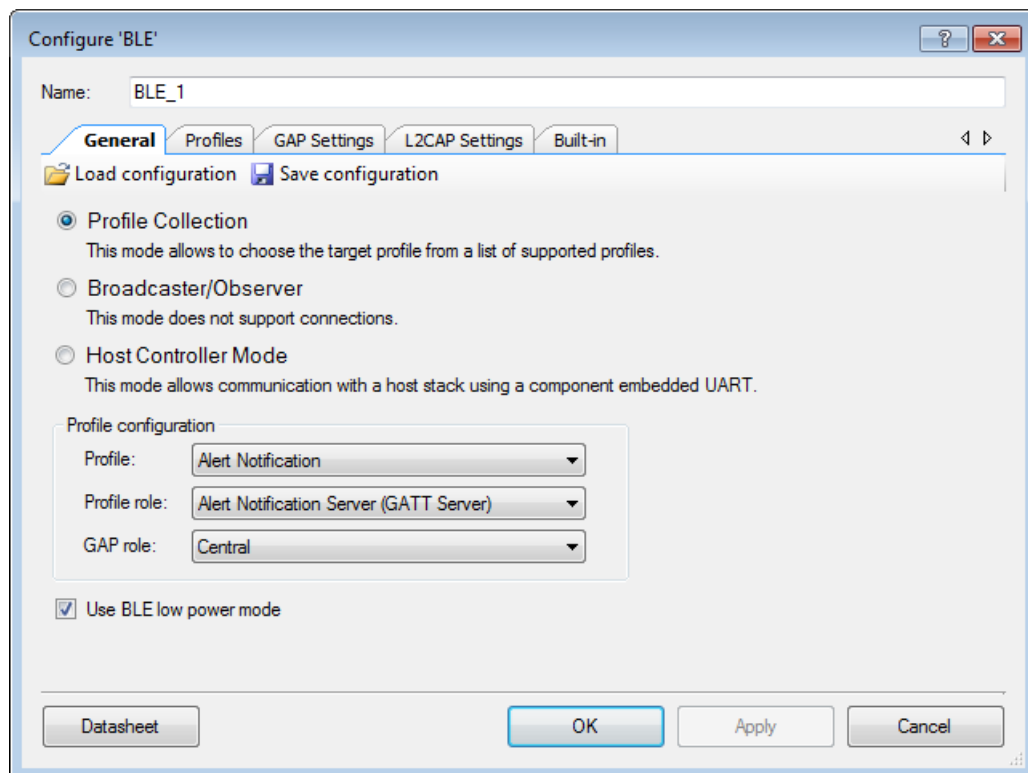 Configure 'BLE'
Name: BLE_1
General Profiles GAP Settings L2CAP Settings Built-in
Load configuration Save configuration
Profile Collection
This mode allows to choose the target profile from a list of supported profiles.
Broadcaster/Observer
This mode does not support connections.
Host Controller Mode
This mode allows communication with a host stack using a component embedded UART.
Profile configuration
Profile: Alert Notification
Profile role: Alert Notification Server (GATT Server)
GAP role: Central
Use BLE low power mode
Datasheet OK Apply Cancel